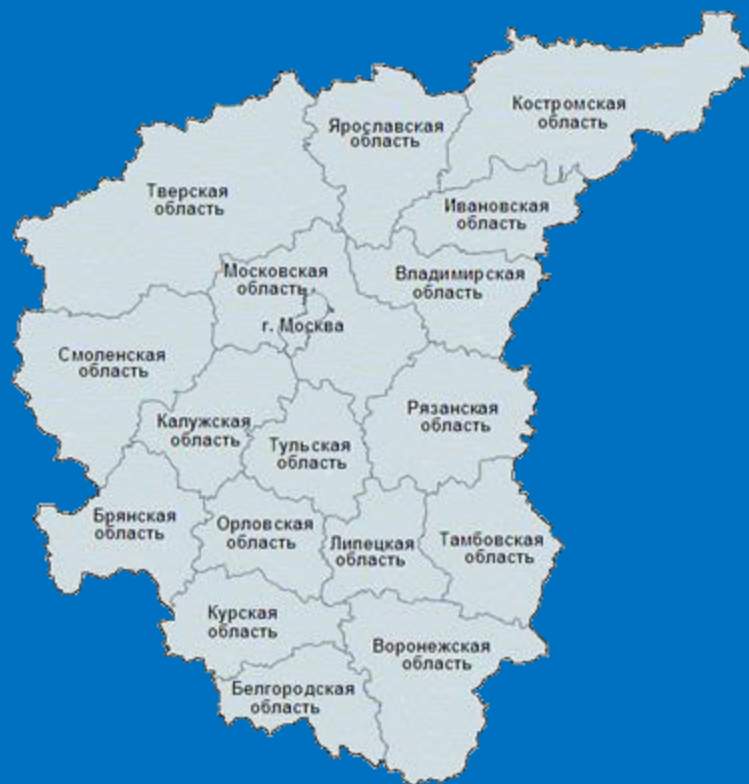 Костромская
область
Ярославская
область
Тверская
область
Ивановская
область
Московская
область
Владимирская
область
г. Москва
Смоленская
область
Рязанская
область
Калужская
область
Тульская
область
Брянская
область
Орловская
область
Липецкая
область
Тамбовская
область
Курская
область
Воронежская
область
Белгородская
область